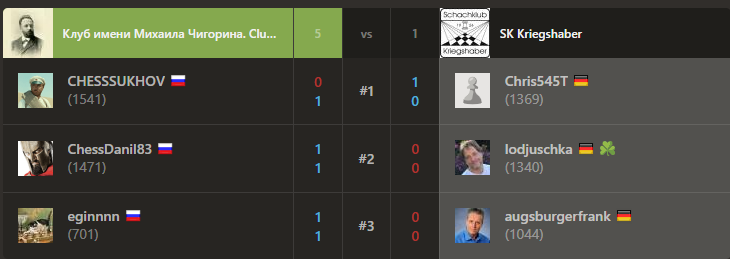 Клуб имени Михаила Чигорина. Clu... 5 vs 1 Schachklub Kriegshaber SK Kriegshaber
CHESSSUKHOV 0 #1 1 Chris545T
(1541) 1 0 (1369)
ChessDanil83 1 #2 0 lodjuschka
(1471) 1 0 (1340)
eginnnn 1 #3 0 augsburgerfrank
(701) 1 0 (1044)